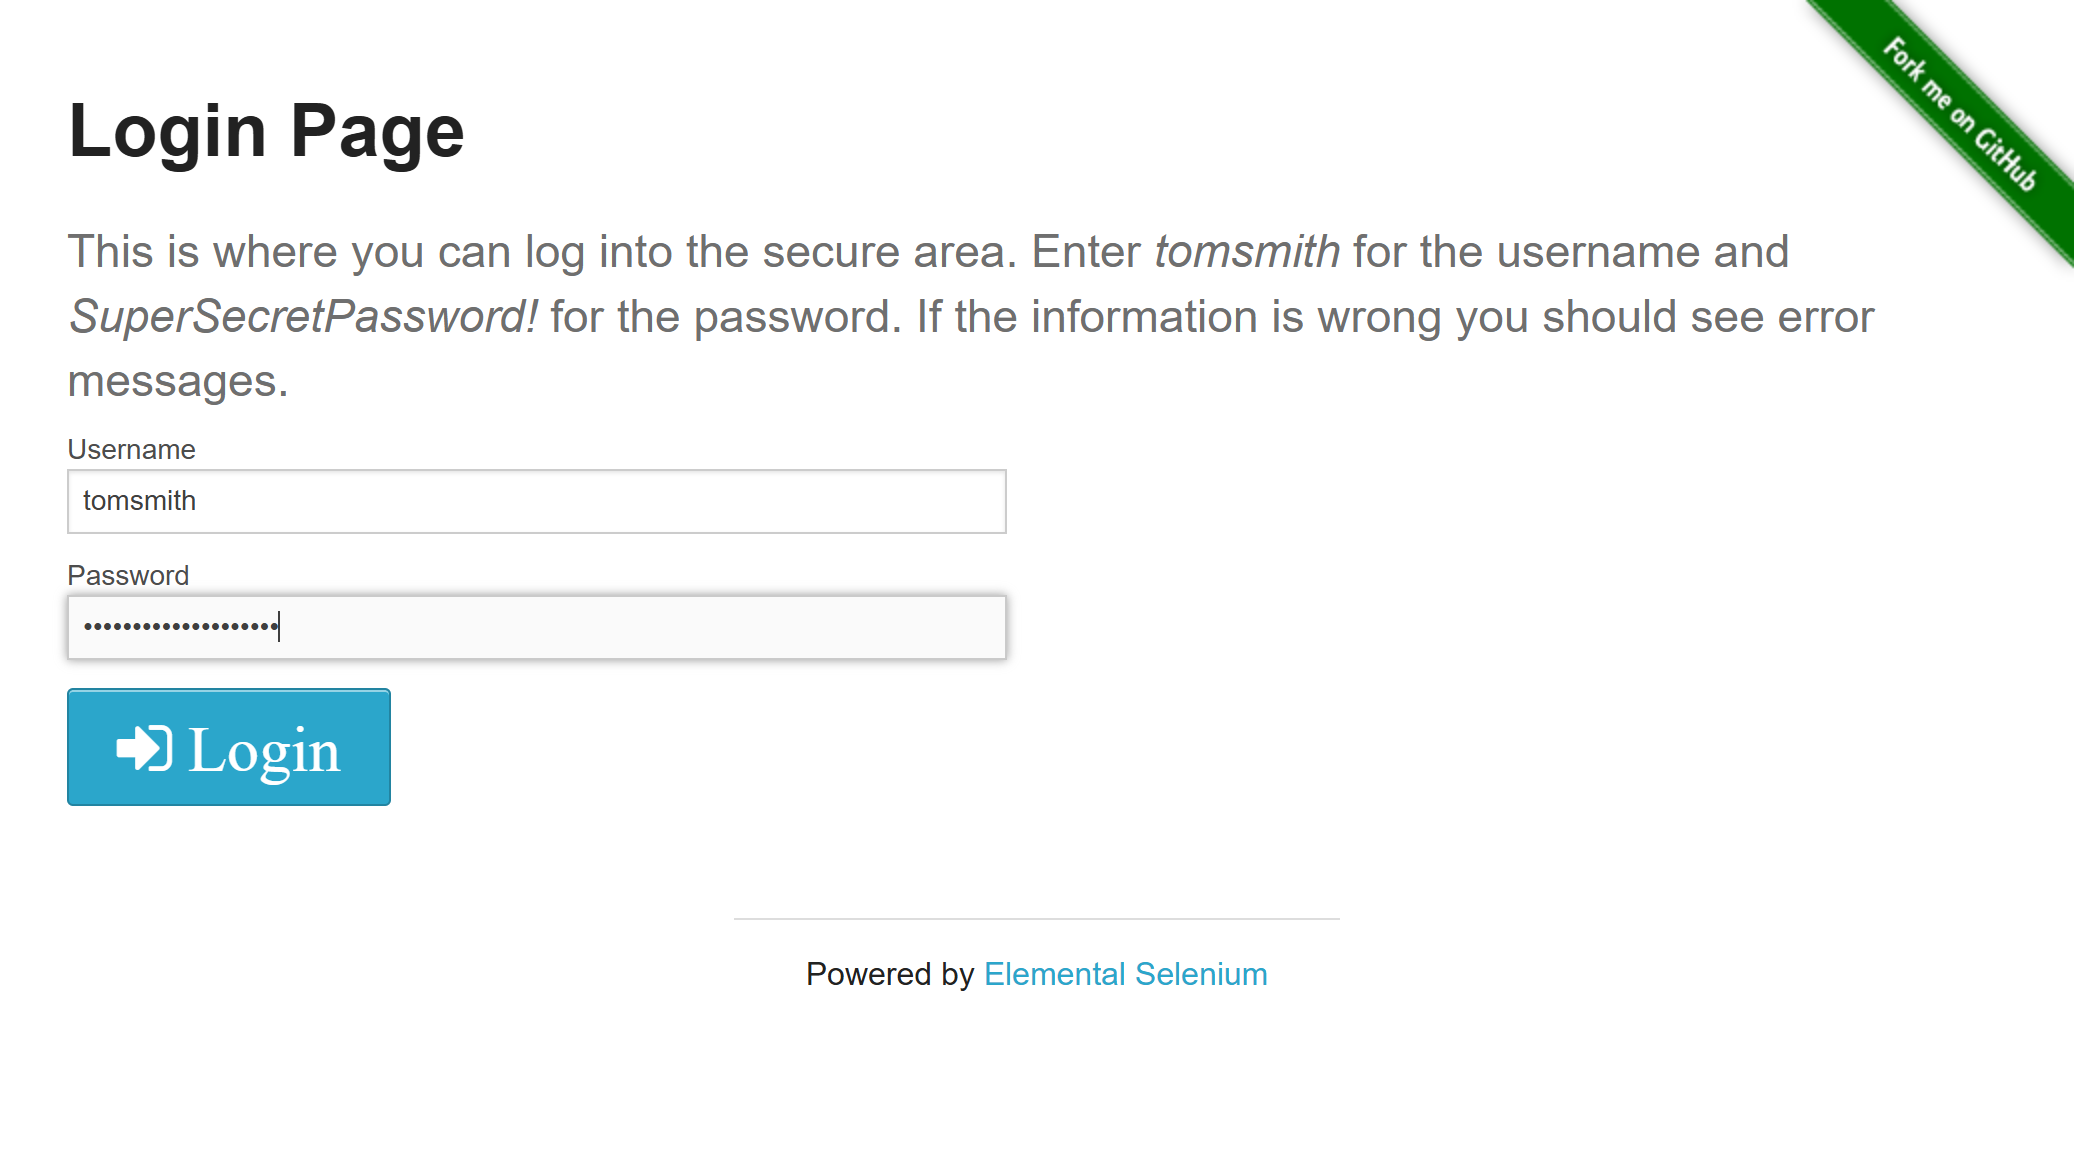 Fork me on GitHub
Login Page
This is where you can log into the secure area. Enter tomsmith for the username and
SuperSecretPassword! for the password. If the information is wrong you should see error
messages.
Username
tomsmith
Password
••••••••••••••••••••
Login
Powered by Elemental Selenium